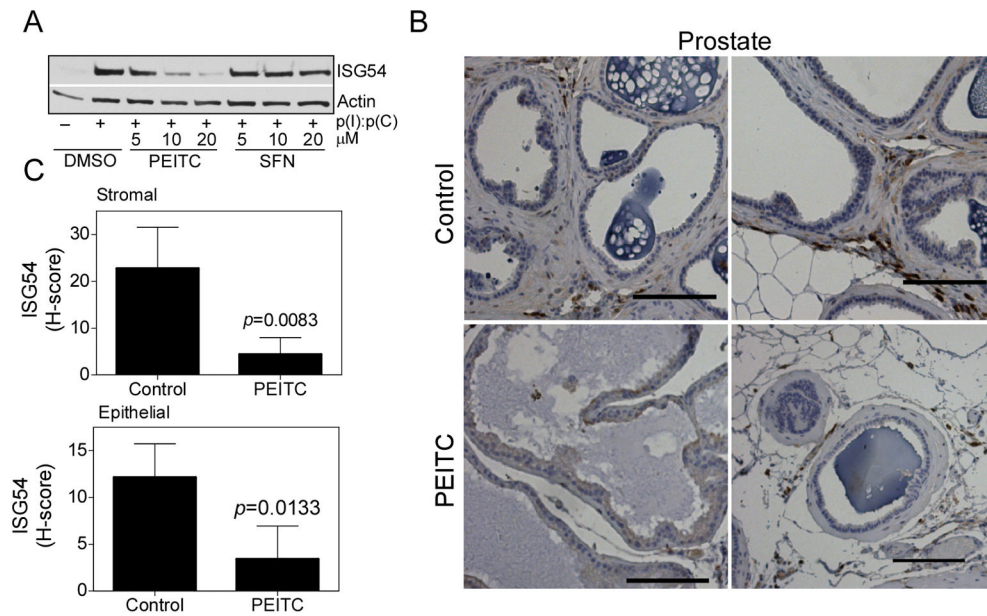 A
ISG54
Actin
– + + + + + + + p(I):p(C)
5 10 20 5 10 20 μM
DMSO PEITC SFN
B
Prostate
Control
PEITC
C
Stromal
ISG54
(H-score)
30
20
10
0
p=0.0083
Control PEITC
Epithelial
ISG54
(H-score)
15
10
5
0
p=0.0133
Control PEITC